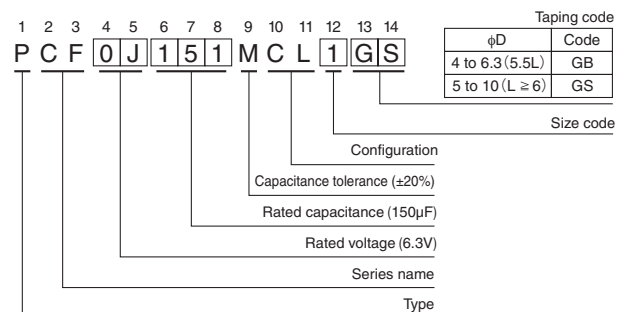 1 2 3 4 5 6 7 8 9 10 11 12 13 14
P C F 0 J 1 5 1 M C L 1 G S
Taping code
φD Code
4 to 6.3(5.5L) GB
5 to 10(L ≧ 6) GS
Size code
Configuration
Capacitance tolerance (±20%)
Rated capacitance (150μF)
Rated voltage (6.3V)
Series name
Type